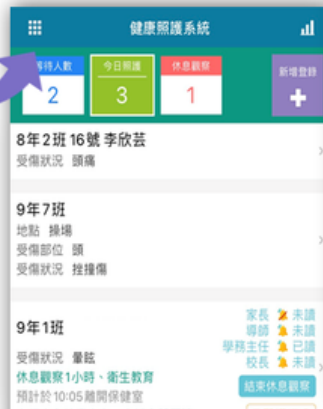 健康照護系統
等待人數 今日照護 休息觀察 新增登錄
2 3 1 +
8年2班 16號 李欣芸
受傷狀況 頭痛
9年7班
地點 操場
受傷部位 頭
受傷狀況 挫撞傷
家長 未讀
9年1班 導師 未讀
學務主任 已讀
校長 未讀
受傷狀況 暈眩
休息觀察1小時、衛生教育 結束休息觀察
預計於10:05離開保健室